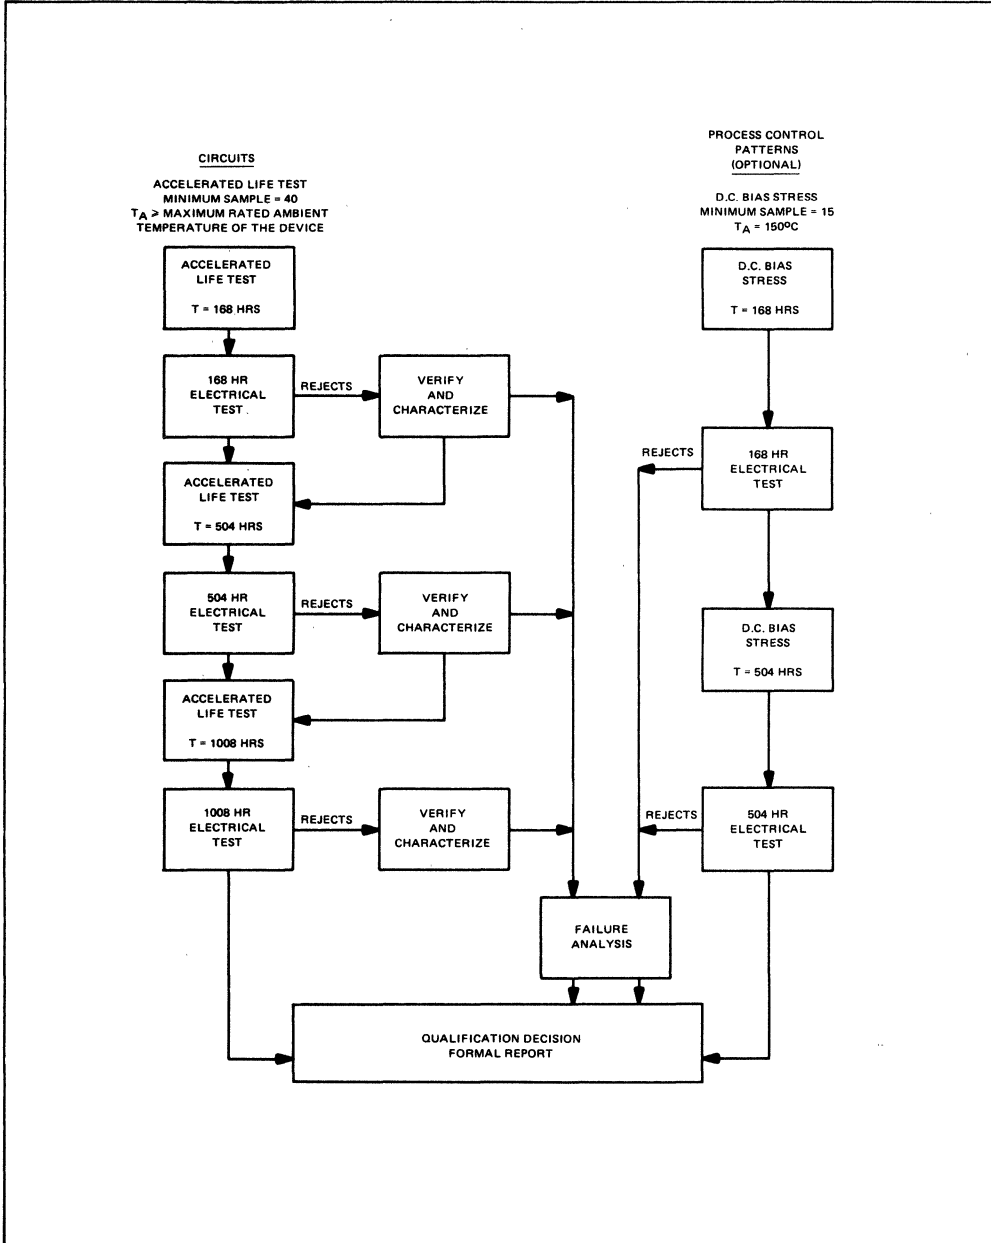 CIRCUITS
ACCELERATED LIFE TEST
MINIMUM SAMPLE = 40
TA ⩾ MAXIMUM RATED AMBIENT
TEMPERATURE OF THE DEVICE
ACCELERATED
LIFE TEST
T = 168 HRS
168 HR
ELECTRICAL
TEST
REJECTS
VERIFY
AND
CHARACTERIZE
ACCELERATED
LIFE TEST
T = 504 HRS
504 HR
ELECTRICAL
TEST
REJECTS
VERIFY
AND
CHARACTERIZE
ACCELERATED
LIFE TEST
T = 1008 HRS
1008 HR
ELECTRICAL
TEST
REJECTS
VERIFY
AND
CHARACTERIZE
PROCESS CONTROL
PATTERNS
(OPTIONAL)
D.C. BIAS STRESS
MINIMUM SAMPLE = 15
TA = 150ºC
D.C. BIAS
STRESS
T = 168 HRS
REJECTS
168 HR
ELECTRICAL
TEST
D.C. BIAS
STRESS
T = 504 HRS
REJECTS
504 HR
ELECTRICAL
TEST
FAILURE
ANALYSIS
QUALIFICATION DECISION
FORMAL REPORT